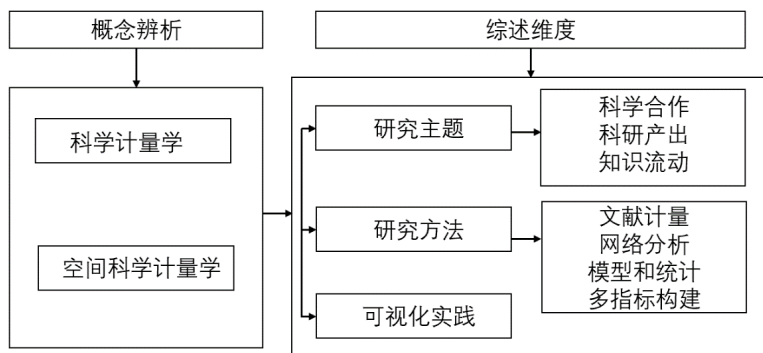 概念辨析
综述维度
科学计量学
空间科学计量学
研究主题
科学合作
科研产出
知识流动
研究方法
文献计量
网络分析
模型和统计
多指标构建
可视化实践